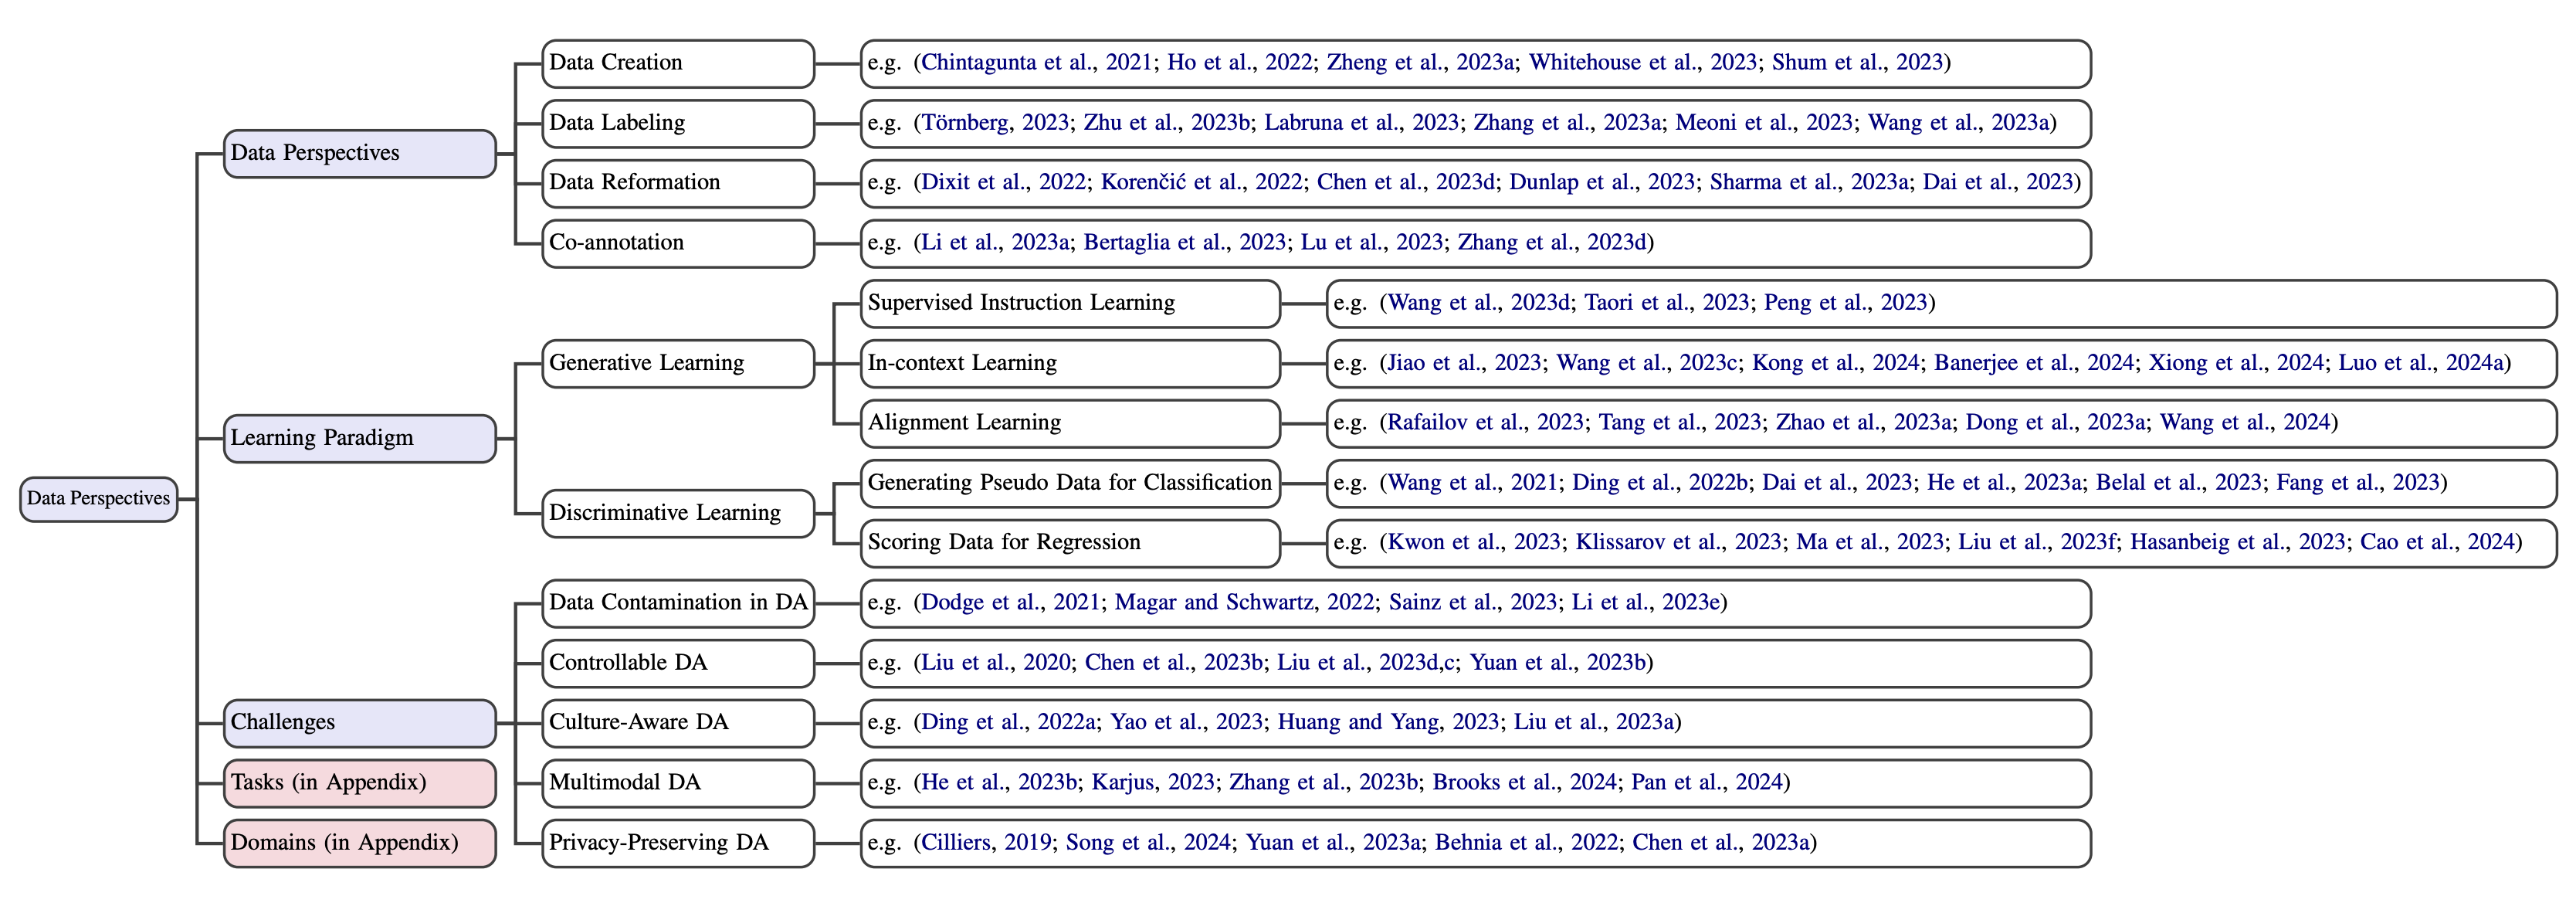 Data Perspectives
Data Perspectives
Data Creation
e.g. (Chintagunta et al., 2021; Ho et al., 2022; Zheng et al., 2023a; Whitehouse et al., 2023; Shum et al., 2023)
Data Labeling
e.g. (Törnberg, 2023; Zhu et al., 2023b; Labruna et al., 2023; Zhang et al., 2023a; Meoni et al., 2023; Wang et al., 2023a)
Data Reformation
e.g. (Dixit et al., 2022; Korenčić et al., 2022; Chen et al., 2023d; Dunlap et al., 2023; Sharma et al., 2023a; Dai et al., 2023)
Co-annotation
e.g. (Li et al., 2023a; Bertaglia et al., 2023; Lu et al., 2023; Zhang et al., 2023d)
Learning Paradigm
Generative Learning
Supervised Instruction Learning
e.g. (Wang et al., 2023d; Taori et al., 2023; Peng et al., 2023)
In-context Learning
e.g. (Jiao et al., 2023; Wang et al., 2023c; Kong et al., 2024; Banerjee et al., 2024; Xiong et al., 2024; Luo et al., 2024a)
Alignment Learning
e.g. (Rafailov et al., 2023; Tang et al., 2023; Zhao et al., 2023a; Dong et al., 2023a; Wang et al., 2024)
Discriminative Learning
Generating Pseudo Data for Classification
e.g. (Wang et al., 2021; Ding et al., 2022b; Dai et al., 2023; He et al., 2023a; Belal et al., 2023; Fang et al., 2023)
Scoring Data for Regression
e.g. (Kwon et al., 2023; Klissarov et al., 2023; Ma et al., 2023; Liu et al., 2023f; Hasanbeig et al., 2023; Cao et al., 2024)
Challenges
Data Contamination in DA
e.g. (Dodge et al., 2021; Magar and Schwartz, 2022; Sainz et al., 2023; Li et al., 2023e)
Controllable DA
e.g. (Liu et al., 2020; Chen et al., 2023b; Liu et al., 2023d,c; Yuan et al., 2023b)
Culture-Aware DA
e.g. (Ding et al., 2022a; Yao et al., 2023; Huang and Yang, 2023; Liu et al., 2023a)
Multimodal DA
e.g. (He et al., 2023b; Karjus, 2023; Zhang et al., 2023b; Brooks et al., 2024; Pan et al., 2024)
Privacy-Preserving DA
e.g. (Cilliers, 2019; Song et al., 2024; Yuan et al., 2023a; Behnia et al., 2022; Chen et al., 2023a)
Tasks (in Appendix)
Domains (in Appendix)